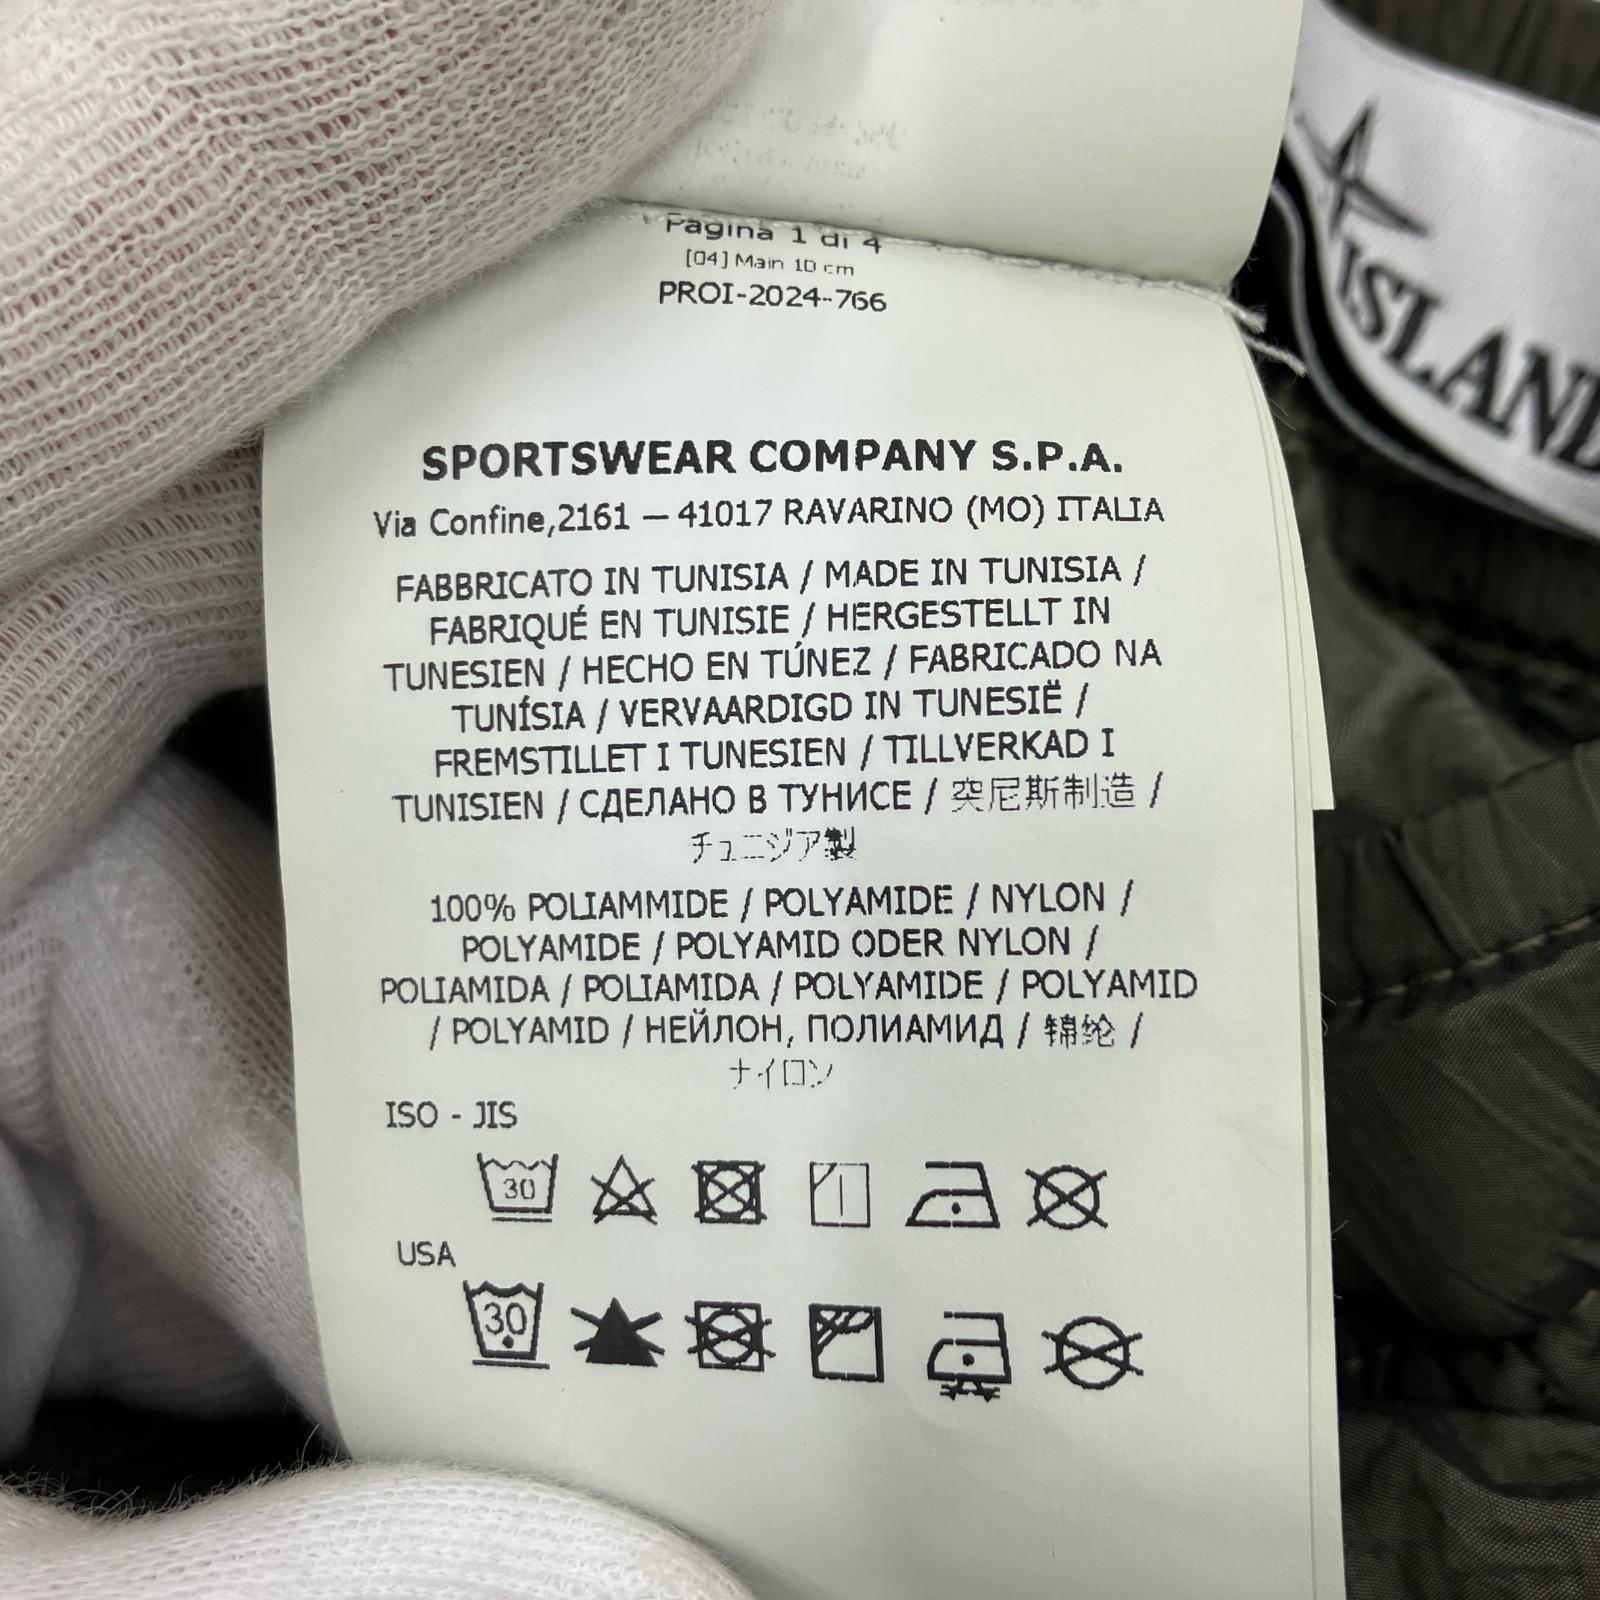 Pagina 1 di 4
[04] Main 10 cm
PROI-2024-766
SPORTSWEAR COMPANY S.P.A.
Via Confine,2161 – 41017 RAVARINO (MO) ITALIA
FABBRICATO IN TUNISIA / MADE IN TUNISIA /
FABRIQUÉ EN TUNISIE / HERGESTELLT IN
TUNESIEN / HECHO EN TÚNEZ / FABRICADO NA
TUNÍSIA / VERVAARDIGD IN TUNESIË /
FREMSTILLET I TUNESIEN / TILLVERKAD I
TUNISIEN / СДЕЛАНО В ТУНИСЕ / 突尼斯制造 /
チュニジア製
100% POLIAMMIDE / POLYAMIDE / NYLON /
POLYAMIDE / POLYAMID ODER NYLON /
POLIAMIDA / POLIAMIDA / POLYAMIDE / POLYAMID
/ POLYAMID / НЕЙЛОН, ПОЛИАМИД / 锦纶 /
ナイロン
ISO - JIS
30
USA
30
ISLAND